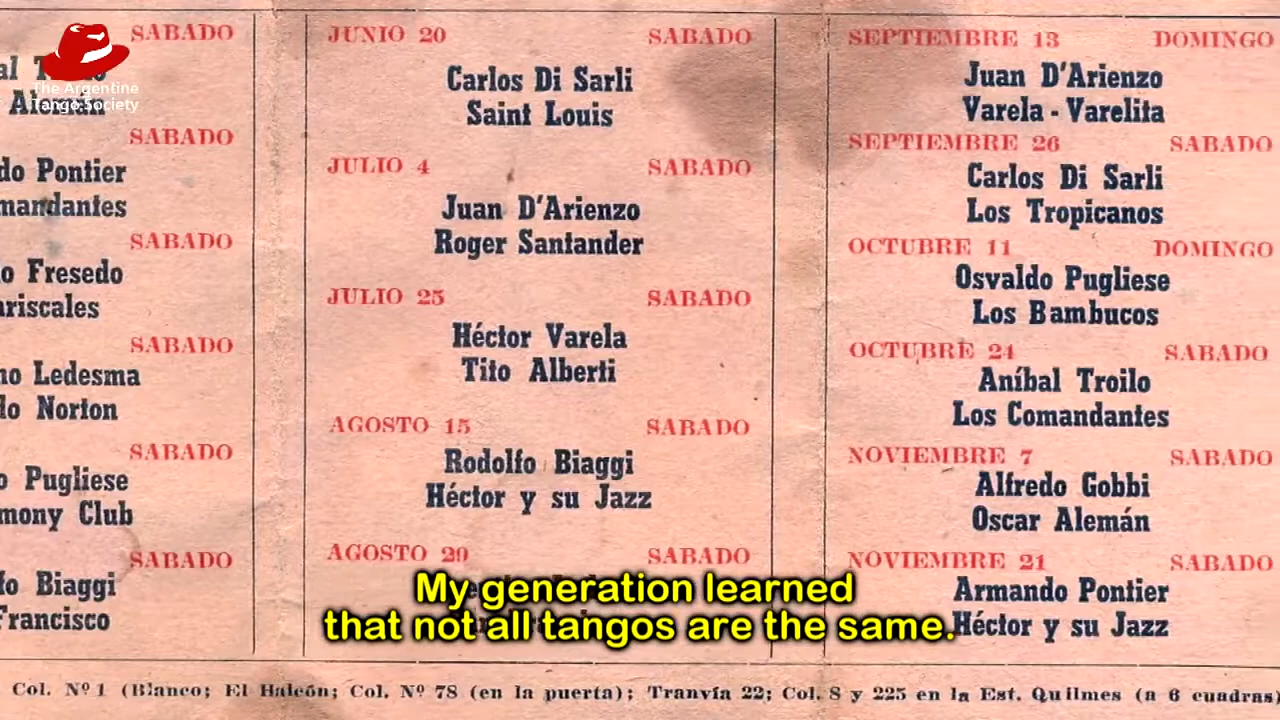 The Argentine
Tango Society
SABADO
SABADO
do Pontier
mandantes
SABADO
o Fresedo
ariscales
SABADO
no Ledesma
do Norton
SABADO
o Pugliese
mony Club
SABADO
fo Biaggi
Francisco
JUNIO 20 SABADO
Carlos Di Sarli
Saint Louis
JULIO 4 SABADO
Juan D'Arienzo
Roger Santander
JULIO 25 SABADO
Héctor Varela
Tito Alberti
AGOSTO 15 SABADO
Rodolfo Biaggi
Héctor y su Jazz
AGOSTO 29 SABADO
SEPTIEMBRE 13 DOMINGO
Juan D'Arienzo
Varela - Varelita
SEPTIEMBRE 26 SABADO
Carlos Di Sarli
Los Tropicanos
OCTUBRE 11 DOMINGO
Osvaldo Pugliese
Los Bambucos
OCTUBRE 24 SABADO
Aníbal Troilo
Los Comandantes
NOVIEMBRE 7 SABADO
Alfredo Gobbi
Oscar Alemán
NOVIEMBRE 21 SABADO
Armando Pontier
Héctor y su Jazz
My generation learned
that not all tangos are the same.
Col. Nº 1 (Blanco; El Halcón; Col. Nº 78 (en la puerta); Tranvía 22; Col. 8 y 225 en la Est. Quilmes (a 6 cuadras)